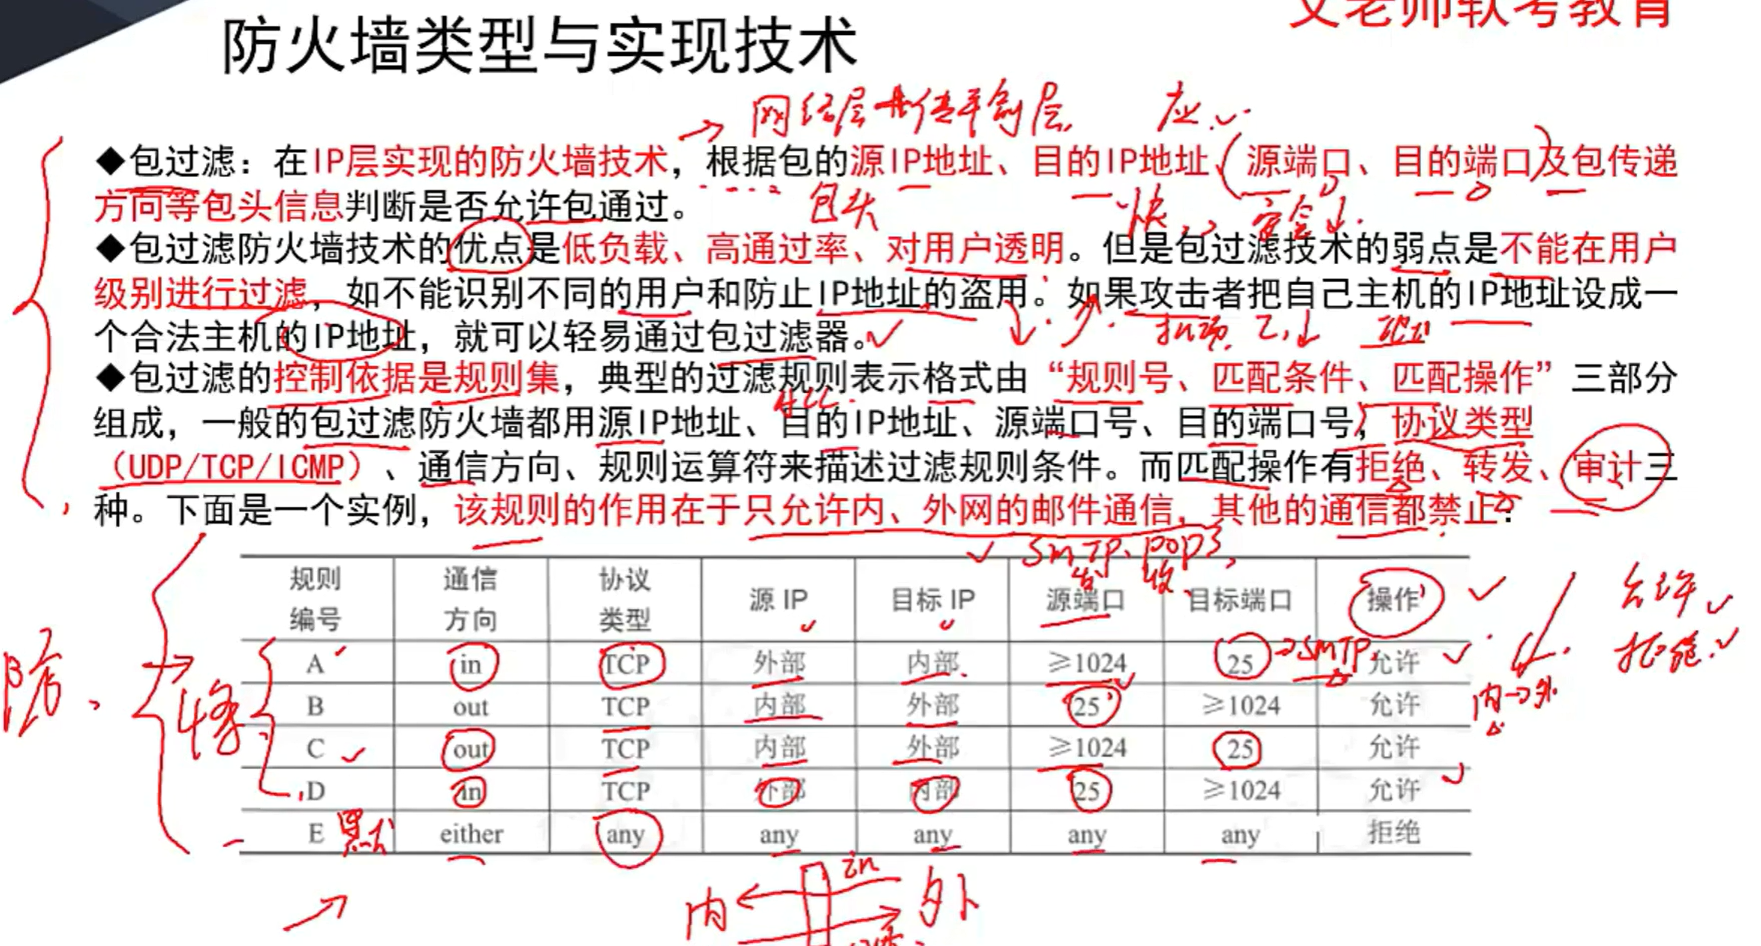 文老师软考教育
防火墙类型与实现技术
网络层和传输层 应
◆包过滤：在IP层实现的防火墙技术，根据包的源IP地址、目的IP地址、源端口、目的端口及包传递
方向等包头信息判断是否允许包通过。
包头 快 安全
◆包过滤防火墙技术的优点是低负载、高通过率、对用户透明。但是包过滤技术的弱点是不能在用户
级别进行过滤，如不能识别不同的用户和防止IP地址的盗用。如果攻击者把自己主机的IP地址设成一
个合法主机的IP地址，就可以轻易通过包过滤器。
◆包过滤的控制依据是规则集，典型的过滤规则表示格式由“规则号、匹配条件、匹配操作”三部分
ACL
组成，一般的包过滤防火墙都用源IP地址、目的IP地址、源端口号、目的端口号、协议类型
（UDP/TCP/ICMP）、通信方向、规则运算符来描述过滤规则条件。而匹配操作有拒绝、转发、审计三
种。下面是一个实例，该规则的作用在于只允许内、外网的邮件通信，其他的通信都禁止：
SMTP、POP3
发 收
规则编号 通信方向 协议类型 源 IP 目标 IP 源端口 目标端口 操作
允许
拒绝
A in TCP 外部 内部 ≥1024 25 →SMTP 允许
B out TCP 内部 外部 25 ≥1024 允许
内→外
C out TCP 内部 外部 ≥1024 25 允许
D in TCP 外部 内部 25 ≥1024 允许
E 默认 either any any any any any 拒绝
in
内 外